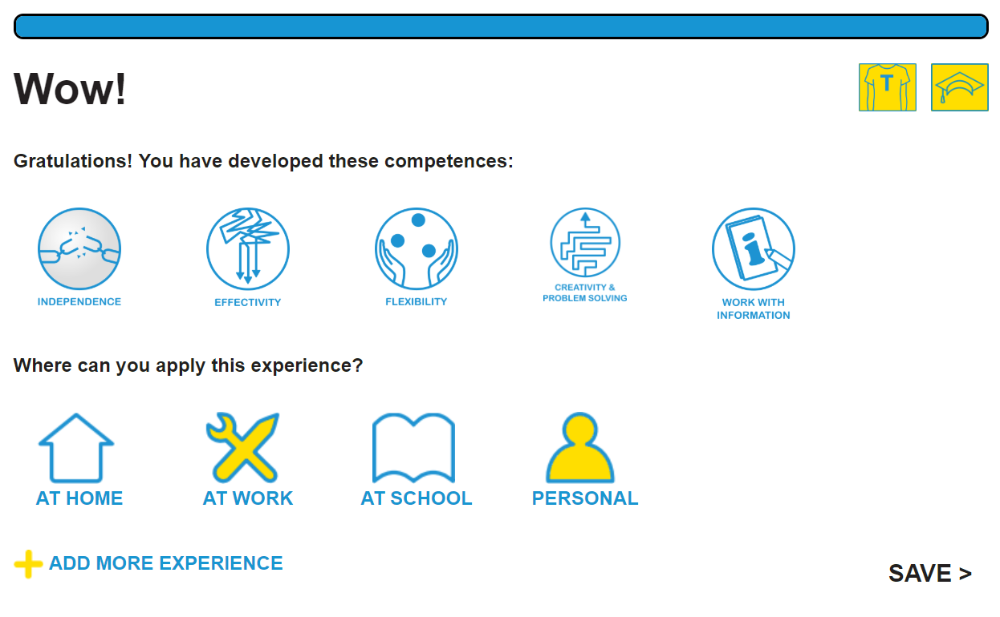 Wow!
T
Gratulations! You have developed these competences:
INDEPENDENCE
EFFECTIVITY
FLEXIBILITY
CREATIVITY &
PROBLEM SOLVING
i
WORK WITH
INFORMATION
Where can you apply this experience?
AT HOME
AT WORK
AT SCHOOL
PERSONAL
ADD MORE EXPERIENCE
SAVE >